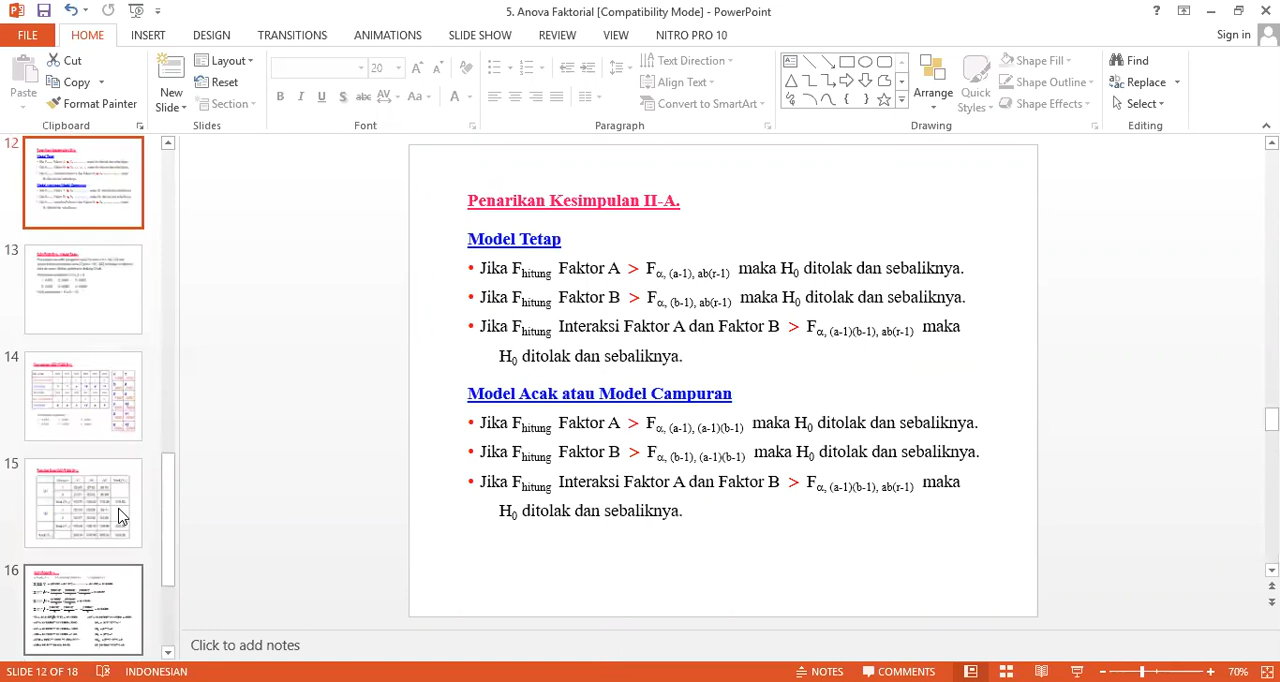 5. Anova Faktorial [Compatibility Mode] - PowerPoint
FILE HOME INSERT DESIGN TRANSITIONS ANIMATIONS SLIDE SHOW REVIEW VIEW NITRO PRO 10 Sign in
Paste
Cut
Copy
Format Painter
Clipboard
New Slide
Layout
Reset
Section
Slides
20
Font
Text Direction
Align Text
Convert to SmartArt
Paragraph
Arrange
Quick Styles
Shape Fill
Shape Outline
Shape Effects
Drawing
Find
Replace
Select
Editing
12
13
14
15
16
Penarikan Kesimpulan II-A.
Model Tetap
• Jika Fhitung Faktor A > Fα, (a-1), ab(r-1) maka H0 ditolak dan sebaliknya.
• Jika Fhitung Faktor B > Fα, (b-1), ab(r-1) maka H0 ditolak dan sebaliknya.
• Jika Fhitung Interaksi Faktor A dan Faktor B > Fα, (a-1)(b-1), ab(r-1) maka
H0 ditolak dan sebaliknya.
Model Acak atau Model Campuran
• Jika Fhitung Faktor A > Fα, (a-1), (a-1)(b-1) maka H0 ditolak dan sebaliknya.
• Jika Fhitung Faktor B > Fα, (b-1), (a-1)(b-1) maka H0 ditolak dan sebaliknya.
• Jika Fhitung Interaksi Faktor A dan Faktor B > Fα, (a-1)(b-1), ab(r-1) maka
H0 ditolak dan sebaliknya.
Click to add notes
SLIDE 12 OF 18 INDONESIAN NOTES COMMENTS 70%